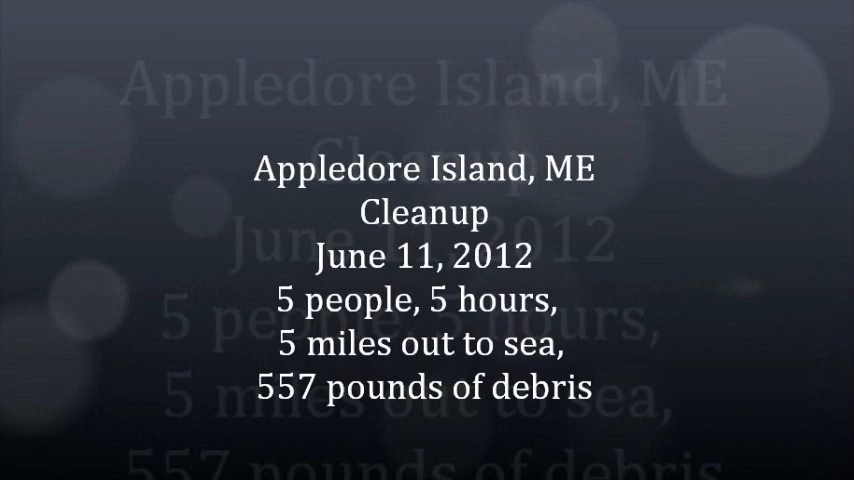 Appledore Island, ME
Cleanup
June 11, 2012
5 people, 5 hours,
5 miles out to sea,
557 pounds of debris